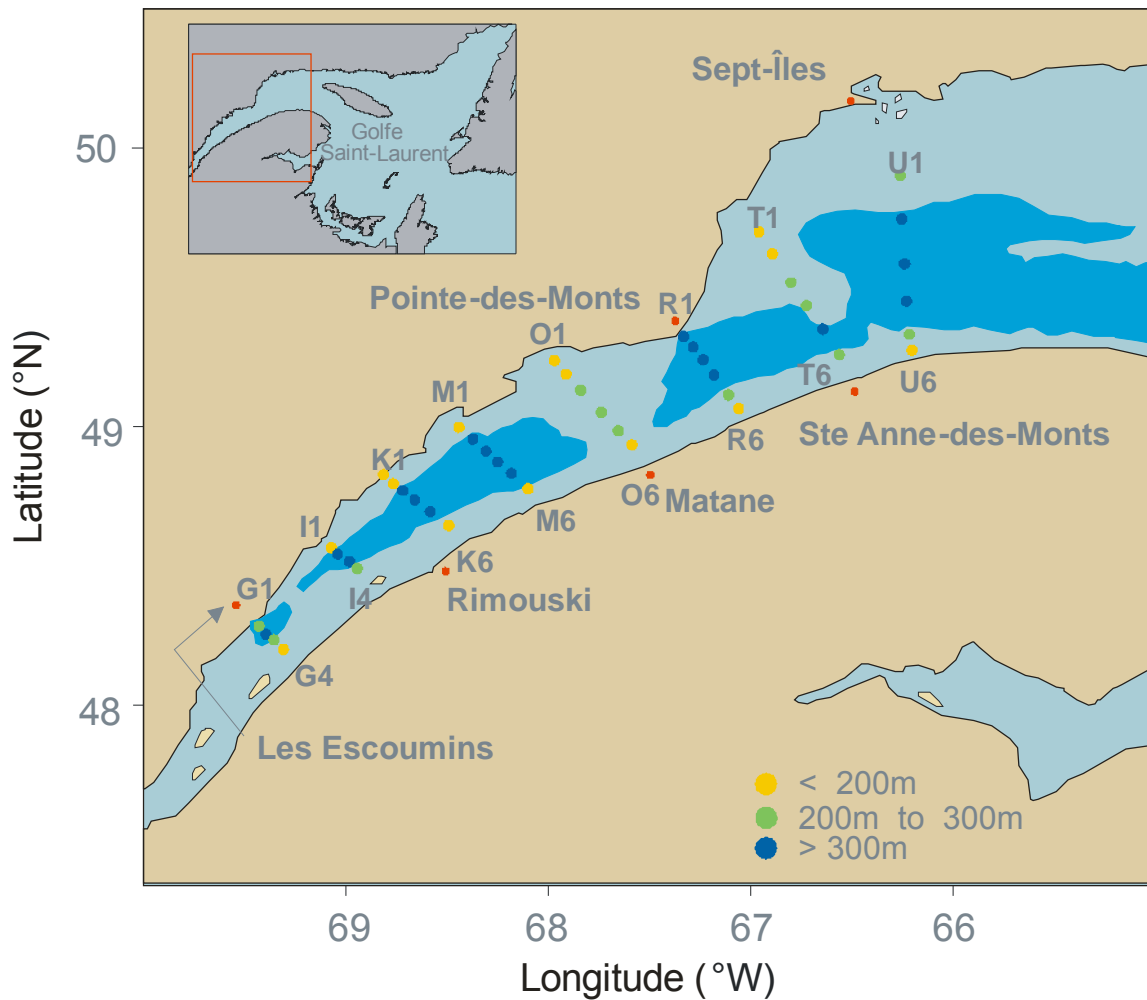 Sept-Îles
Golfe
Saint-Laurent
50
U1
T1
Pointe-des-Monts
R1
O1
T6
U6
M1
49
Ste Anne-des-Monts
R6
K1
O6
Matane
M6
I1
K6
G1
I4
Rimouski
G4
48
Les Escoumins
< 200m
200m to 300m
> 300m
69
68
67
66
Longitude (°W)
Latitude (°N)